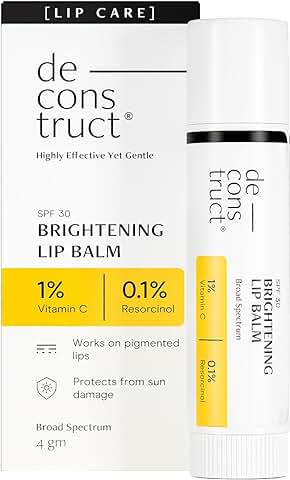 [LIP CARE]
de
cons
truct®
Highly Effective Yet Gentle
SPF 30
BRIGHTENING
LIP BALM
1%
Vitamin C
0.1%
Resorcinol
Works on pigmented
lips
Protects from sun
damage
Broad Spectrum
4 gm
de
cons
truct®
SPF 30
BRIGHTENING
LIP BALM
Broad Spectrum
1%
Vitamin C
0.1%
Resorcinol